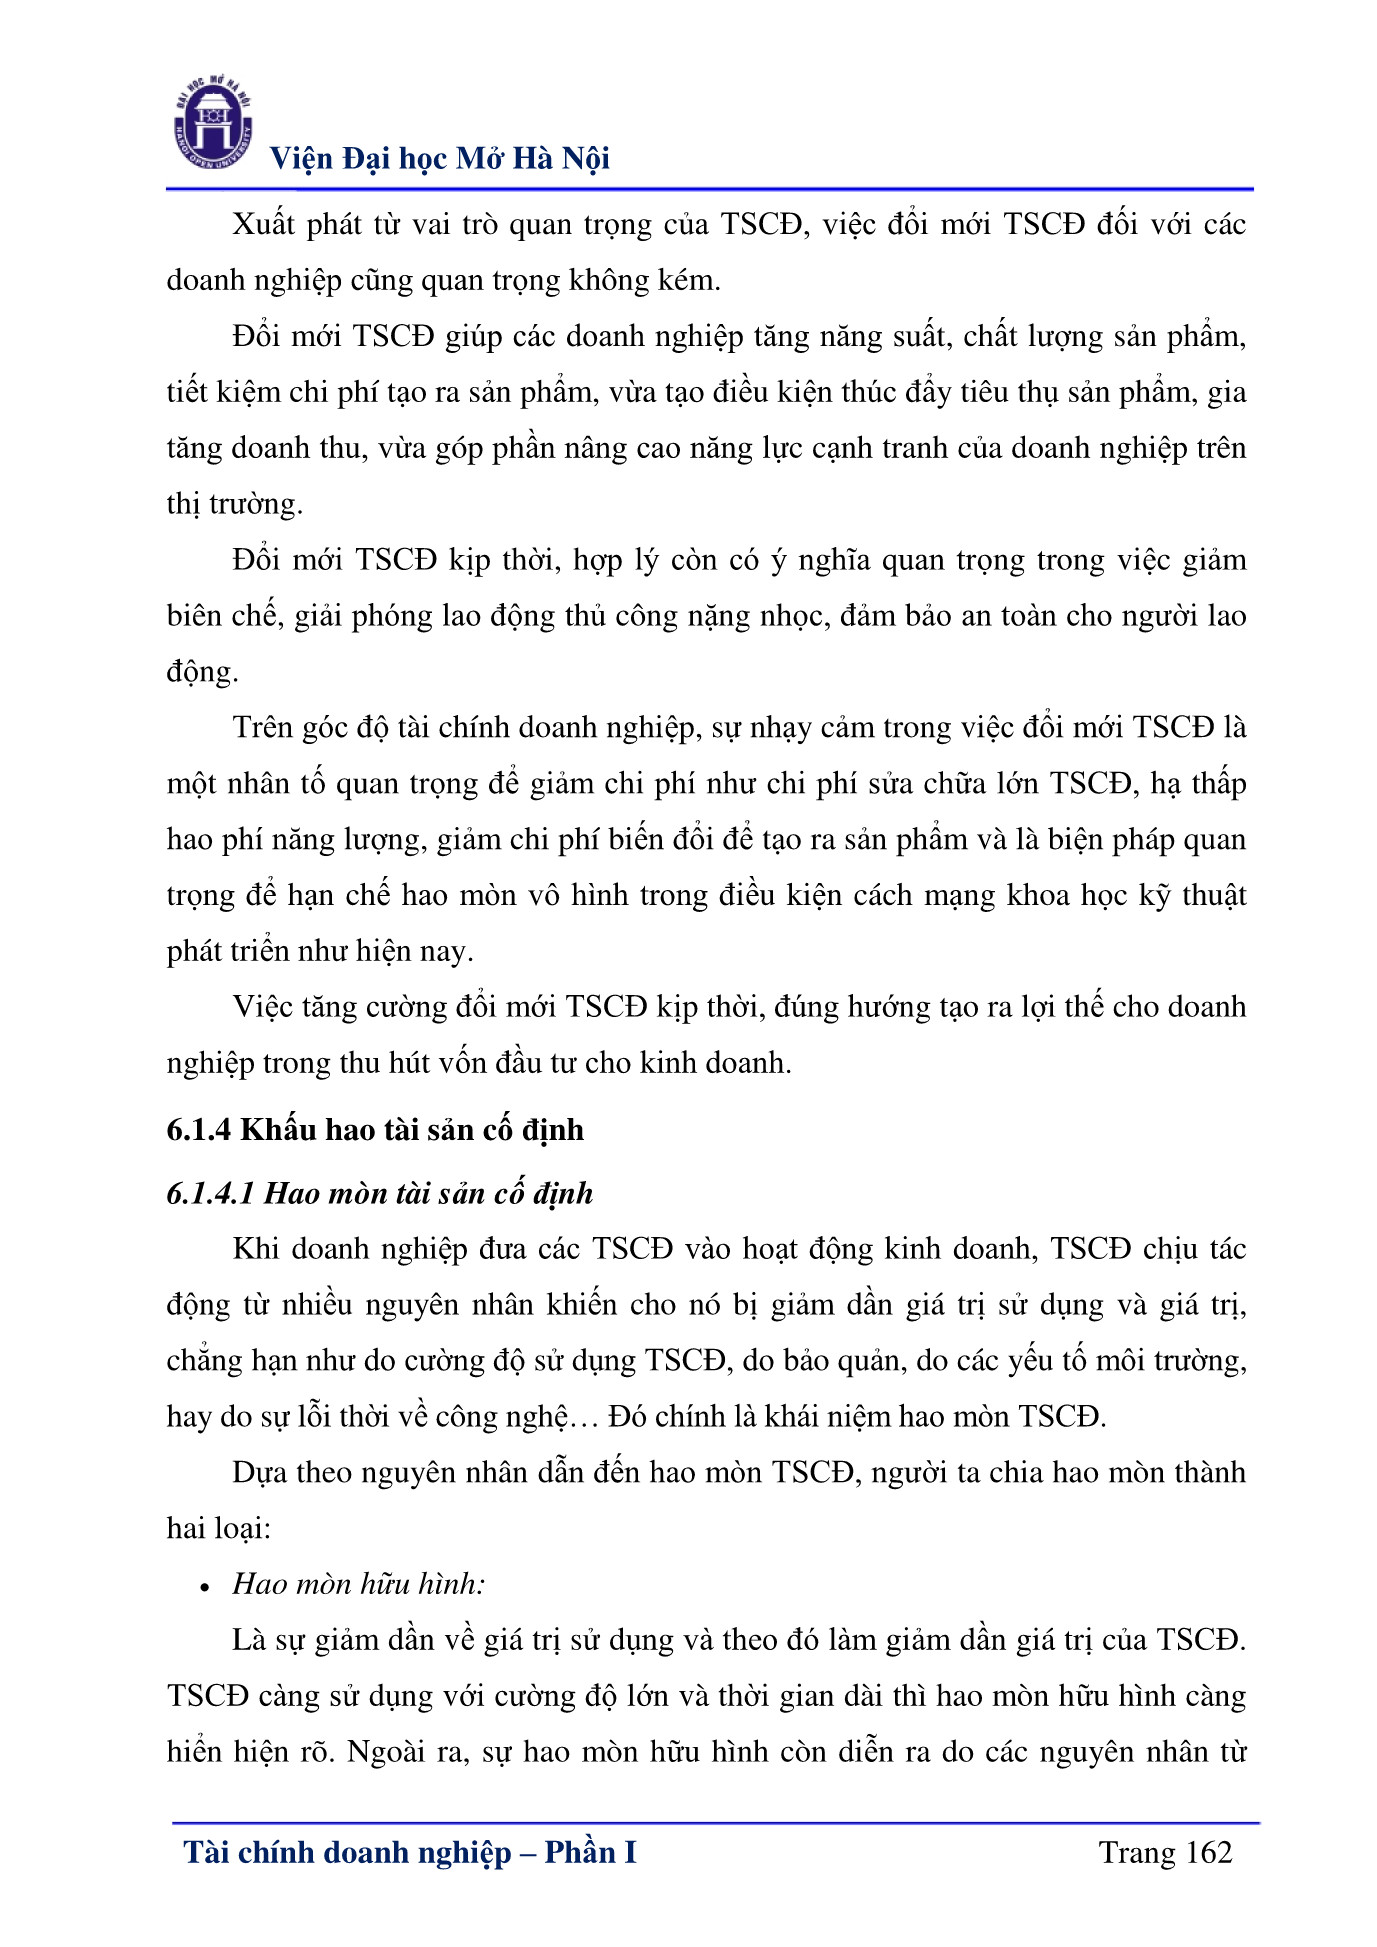 ĐẠI HỌC MỞ HÀ NỘI
HANOI OPEN UNIVERSITY
Viện Đại học Mở Hà Nội
Xuất phát từ vai trò quan trọng của TSCĐ, việc đổi mới TSCĐ đối với các
doanh nghiệp cũng quan trọng không kém.
Đổi mới TSCĐ giúp các doanh nghiệp tăng năng suất, chất lượng sản phẩm,
tiết kiệm chi phí tạo ra sản phẩm, vừa tạo điều kiện thúc đẩy tiêu thụ sản phẩm, gia
tăng doanh thu, vừa góp phần nâng cao năng lực cạnh tranh của doanh nghiệp trên
thị trường.
Đổi mới TSCĐ kịp thời, hợp lý còn có ý nghĩa quan trọng trong việc giảm
biên chế, giải phóng lao động thủ công nặng nhọc, đảm bảo an toàn cho người lao
động.
Trên góc độ tài chính doanh nghiệp, sự nhạy cảm trong việc đổi mới TSCĐ là
một nhân tố quan trọng để giảm chi phí như chi phí sửa chữa lớn TSCĐ, hạ thấp
hao phí năng lượng, giảm chi phí biến đổi để tạo ra sản phẩm và là biện pháp quan
trọng để hạn chế hao mòn vô hình trong điều kiện cách mạng khoa học kỹ thuật
phát triển như hiện nay.
Việc tăng cường đổi mới TSCĐ kịp thời, đúng hướng tạo ra lợi thế cho doanh
nghiệp trong thu hút vốn đầu tư cho kinh doanh.
6.1.4 Khấu hao tài sản cố định
6.1.4.1 Hao mòn tài sản cố định
Khi doanh nghiệp đưa các TSCĐ vào hoạt động kinh doanh, TSCĐ chịu tác
động từ nhiều nguyên nhân khiến cho nó bị giảm dần giá trị sử dụng và giá trị,
chẳng hạn như do cường độ sử dụng TSCĐ, do bảo quản, do các yếu tố môi trường,
hay do sự lỗi thời về công nghệ… Đó chính là khái niệm hao mòn TSCĐ.
Dựa theo nguyên nhân dẫn đến hao mòn TSCĐ, người ta chia hao mòn thành
hai loại:
• Hao mòn hữu hình:
Là sự giảm dần về giá trị sử dụng và theo đó làm giảm dần giá trị của TSCĐ.
TSCĐ càng sử dụng với cường độ lớn và thời gian dài thì hao mòn hữu hình càng
hiển hiện rõ. Ngoài ra, sự hao mòn hữu hình còn diễn ra do các nguyên nhân từ
Tài chính doanh nghiệp – Phần I
Trang 162